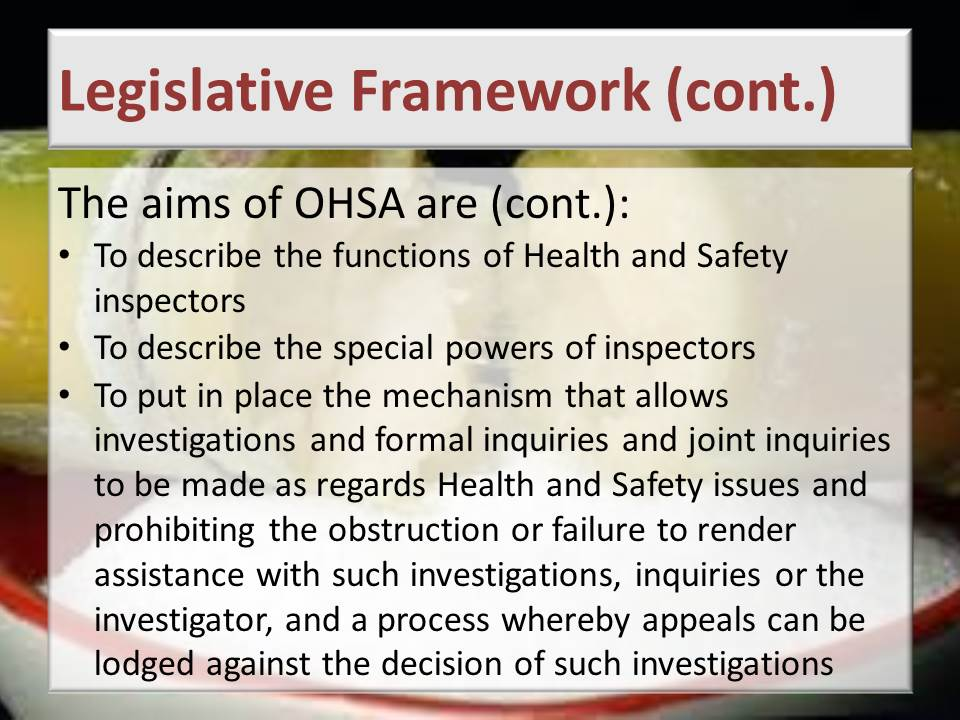 Legislative Framework (cont.)
The aims of OHSA are (cont.):
• To describe the functions of Health and Safety
inspectors
• To describe the special powers of inspectors
• To put in place the mechanism that allows
investigations and formal inquiries and joint inquiries
to be made as regards Health and Safety issues and
prohibiting the obstruction or failure to render
assistance with such investigations, inquiries or the
investigator, and a process whereby appeals can be
lodged against the decision of such investigations